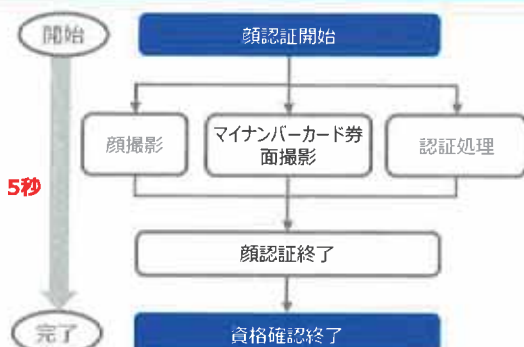 開始
顔認証開始
顔撮影
マイナンバーカード券
面撮影
認証処理
5秒
顔認証終了
完了
資格確認終了